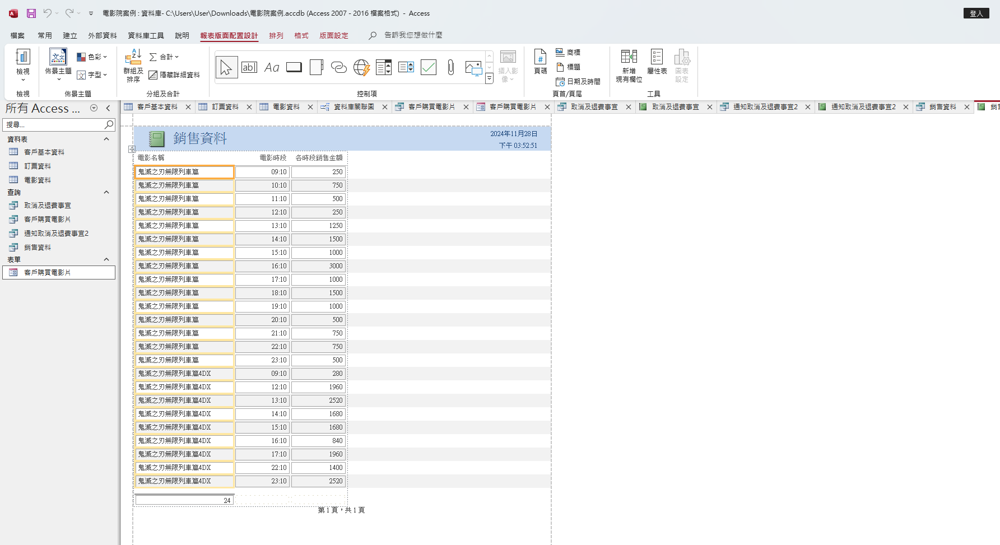 電影院案例 : 資料庫- C:\Users\User\Downloads\電影院案例.accdb (Access 2007 - 2016 檔案格式)  -  Access
登入
檔案 常用 建立 外部資料 資料庫工具 說明 報表版面配置設計 排列 格式 版面設定 告訴我您想做什麼
檢視
檢視
佈景主題
色彩
字型
佈景主題
群組及
排序
合計
隱藏詳細資料
分組及合計
控制項
插入影
像
頁碼
商標
標題
日期及時間
頁首/頁尾
新增
現有欄位
屬性表
圖表
設定
工具
所有 Access ...
搜尋...
資料表
客戶基本資料
訂票資料
電影資料
查詢
取消及退費事宜
客戶購買電影片
通知取消及退費事宜2
銷售資料
表單
客戶購買電影片
客戶基本資料 訂票資料 電影資料 資料庫關聯圖 客戶購買電影片 客戶購買電影片 取消及退費事宜 取消及退費事宜 通知取消及退費事宜2 通知取消及退費事宜2 銷售資料
銷售資料
2024年11月28日
下午 03:52:51
電影名稱 電影時段 各時段銷售金額
鬼滅之刃無限列車篇 09:10 250
鬼滅之刃無限列車篇 10:10 750
鬼滅之刃無限列車篇 11:10 500
鬼滅之刃無限列車篇 12:10 250
鬼滅之刃無限列車篇 13:10 1250
鬼滅之刃無限列車篇 14:10 1500
鬼滅之刃無限列車篇 15:10 1000
鬼滅之刃無限列車篇 16:10 3000
鬼滅之刃無限列車篇 17:10 1000
鬼滅之刃無限列車篇 18:10 1500
鬼滅之刃無限列車篇 19:10 1000
鬼滅之刃無限列車篇 20:10 500
鬼滅之刃無限列車篇 21:10 750
鬼滅之刃無限列車篇 22:10 750
鬼滅之刃無限列車篇 23:10 500
鬼滅之刃無限列車篇4DX 09:10 280
鬼滅之刃無限列車篇4DX 12:10 1960
鬼滅之刃無限列車篇4DX 13:10 2520
鬼滅之刃無限列車篇4DX 14:10 1680
鬼滅之刃無限列車篇4DX 15:10 1680
鬼滅之刃無限列車篇4DX 16:10 840
鬼滅之刃無限列車篇4DX 17:10 1960
鬼滅之刃無限列車篇4DX 22:10 1400
鬼滅之刃無限列車篇4DX 23:10 2520
24
第 1 頁，共 1 頁